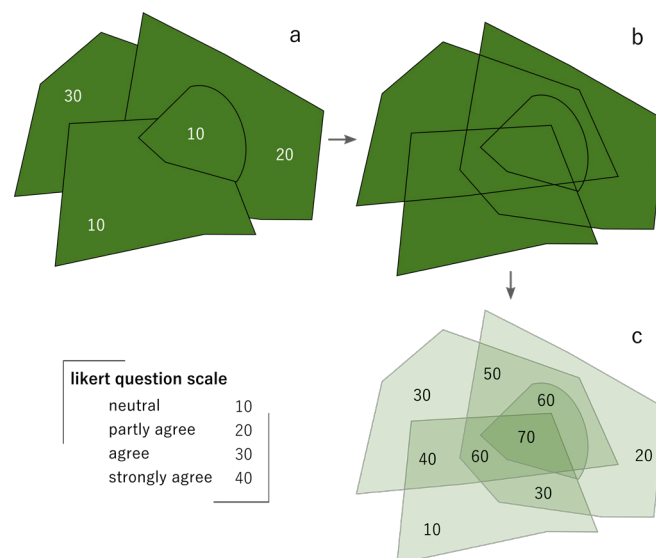 a
30
10
20
10
b
c
50
30
60
70
40
60
20
30
10
likert question scale
neutral 10
partly agree 20
agree 30
strongly agree 40